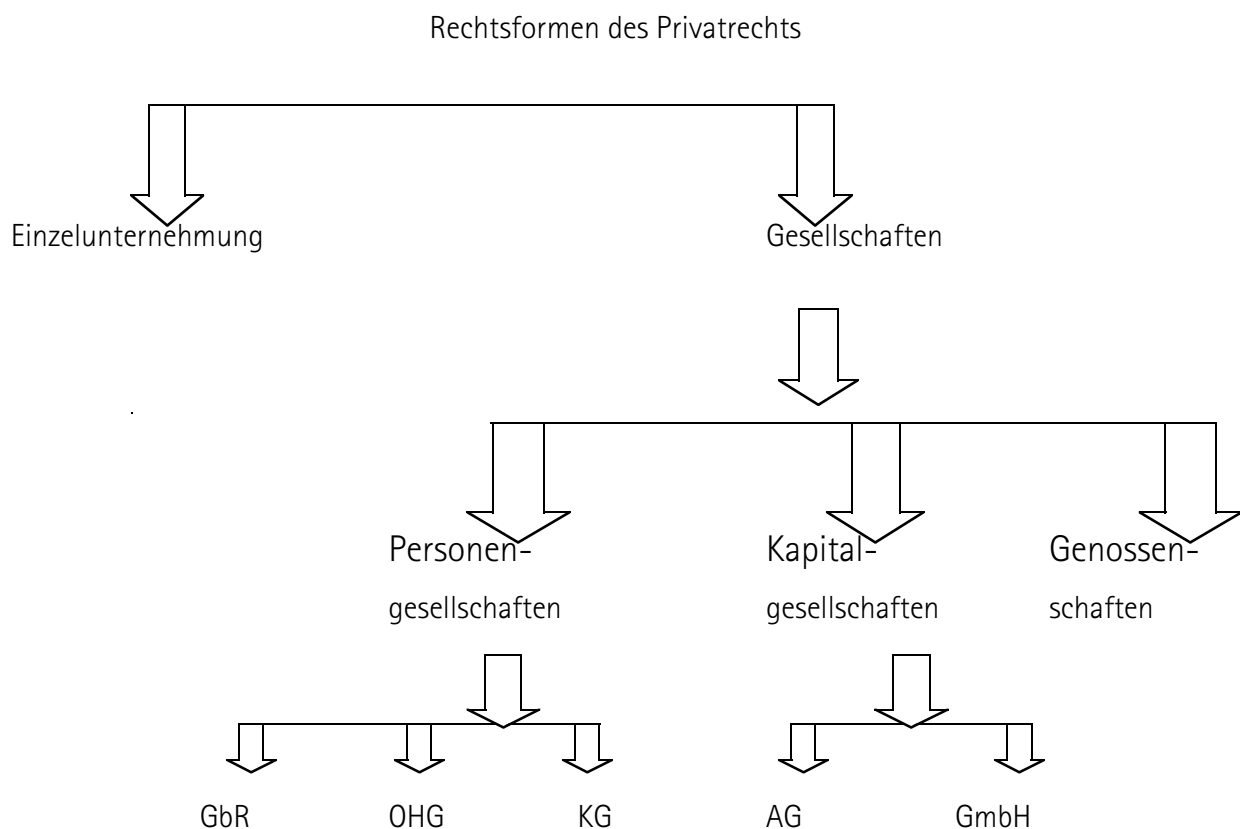 Rechtsformen des Privatrechts
Einzelunternehmung Gesellschaften
Personen- Kapital- Genossen-
gesellschaften gesellschaften schaften
GbR OHG KG AG GmbH